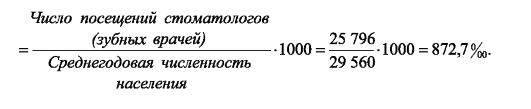 Число посещений стоматологов
(зубных врачей)
= ·1000 = 25 796 / 29 560 ·1000 = 872,7‰.
Среднегодовая численность
населения